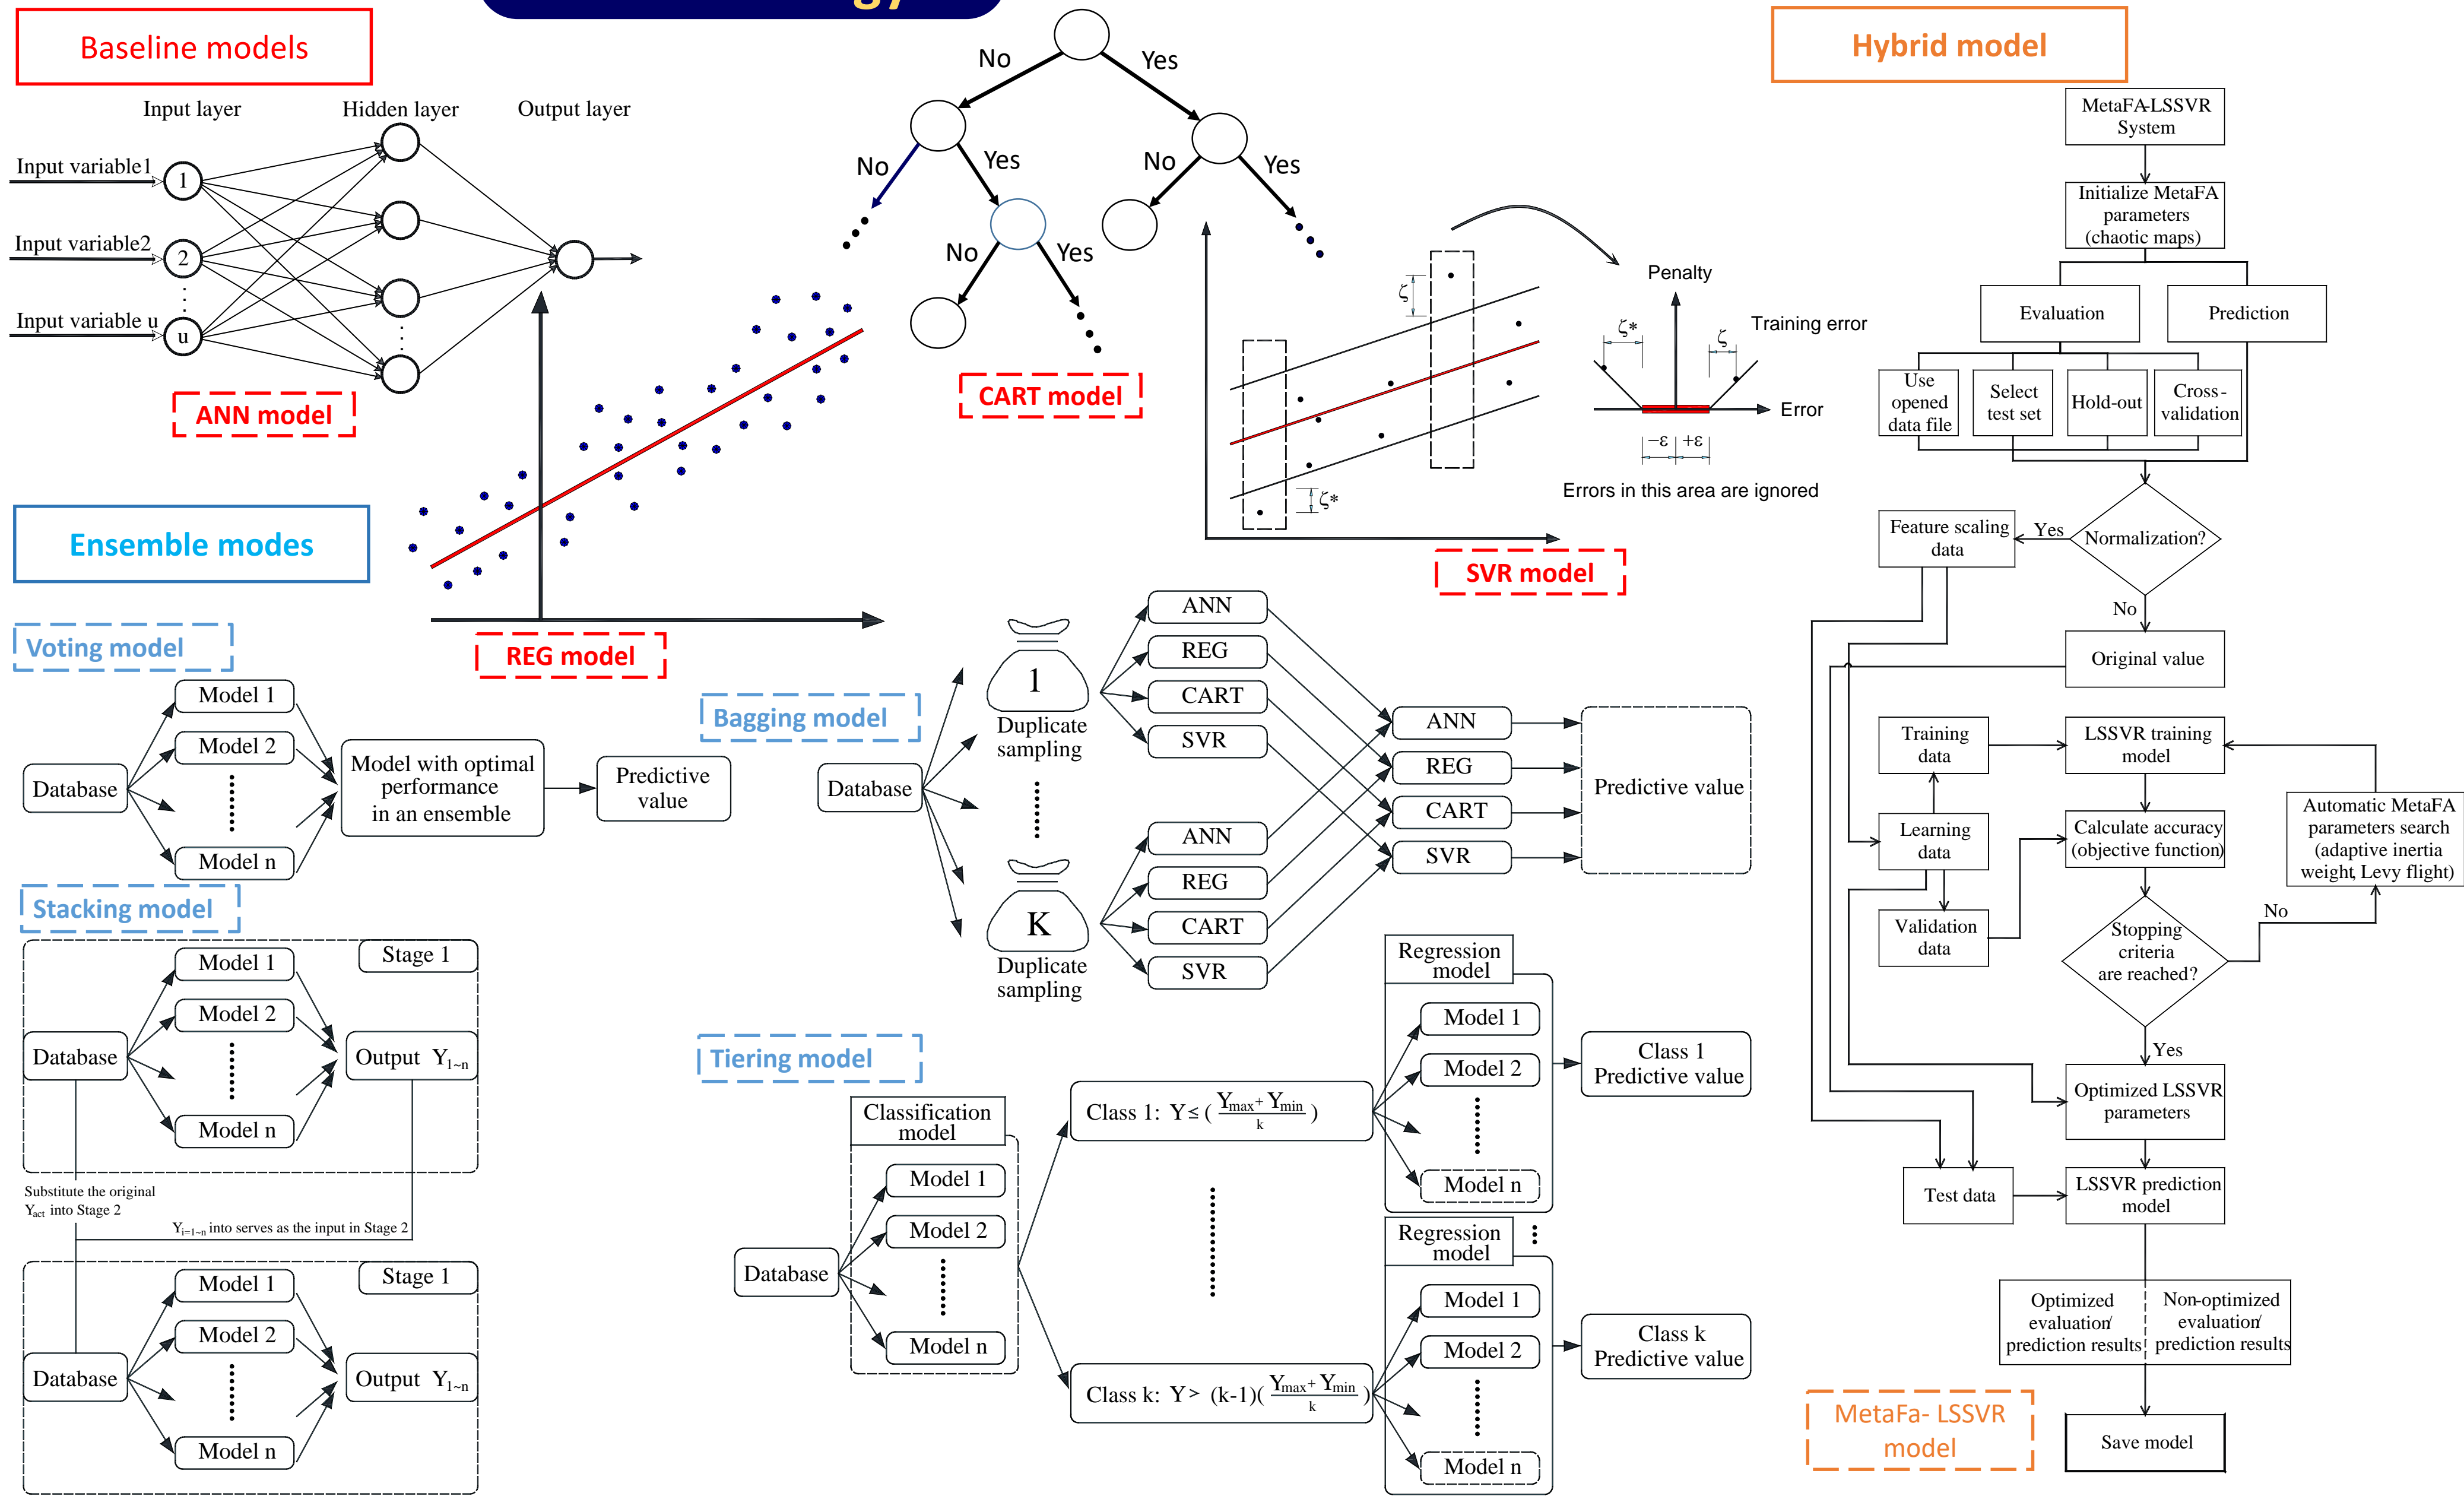 Baseline models
Input layer
Hidden layer
Output layer
Input variable1
1
Input variable2
2
Input variable u
u
ANN model
No
Yes
No
Yes
No
Yes
No
Yes
CART model
REG model
ζ
ζ*
Penalty
Training error
ζ*
ζ
Error
−ε
+ε
Errors in this area are ignored
SVR model
Ensemble modes
Voting model
Database
Model 1
Model 2
Model n
Model with optimal
performance
in an ensemble
Predictive
value
Stacking model
Stage 1
Database
Model 1
Model 2
Model n
Output Y1~n
Substitute the original
Yact into Stage 2
Yi=1~n into serves as the input in Stage 2
Stage 1
Database
Model 1
Model 2
Model n
Output Y1~n
Bagging model
Database
1
Duplicate
sampling
K
Duplicate
sampling
ANN
REG
CART
SVR
ANN
REG
CART
SVR
ANN
REG
CART
SVR
Predictive value
Tiering model
Database
Classification
model
Model 1
Model 2
Model n
Class 1: Y ≤ ( Ymax + Ymin / k )
Class k: Y > (k-1)( Ymax + Ymin / k )
Regression
model
Model 1
Model 2
Model n
Class 1
Predictive value
Regression
model
Model 1
Model 2
Model n
Class k
Predictive value
Hybrid model
MetaFA-LSSVR
System
Initialize MetaFA
parameters
(chaotic maps)
Evaluation
Prediction
Use
opened
data file
Select
test set
Hold-out
Cross-
validation
Normalization?
Yes
Feature scaling
data
No
Original value
Training
data
LSSVR training
model
Learning
data
Calculate accuracy
(objective function)
Automatic MetaFA
parameters search
(adaptive inertia
weight, Levy flight)
Validation
data
Stopping
criteria
are reached?
No
Yes
Optimized LSSVR
parameters
Test data
LSSVR prediction
model
Optimized
evaluation/
prediction results
Non-optimized
evaluation/
prediction results
MetaFa- LSSVR
model
Save model